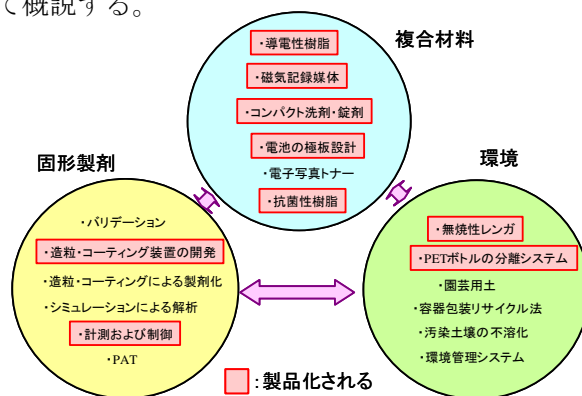 て概説する。
複合材料
・導電性樹脂
・磁気記録媒体
・コンパクト洗剤・錠剤
・電池の極板設計
・電子写真トナー
・抗菌性樹脂
固形製剤
・バリデーション
・造粒・コーティング装置の開発
・造粒・コーティングによる製剤化
・シミュレーションによる解析
・計測および制御
・PAT
環境
・無焼性レンガ
・PETボトルの分離システム
・園芸用土
・容器包装リサイクル法
・汚染土壌の不溶化
・環境管理システム
：製品化される